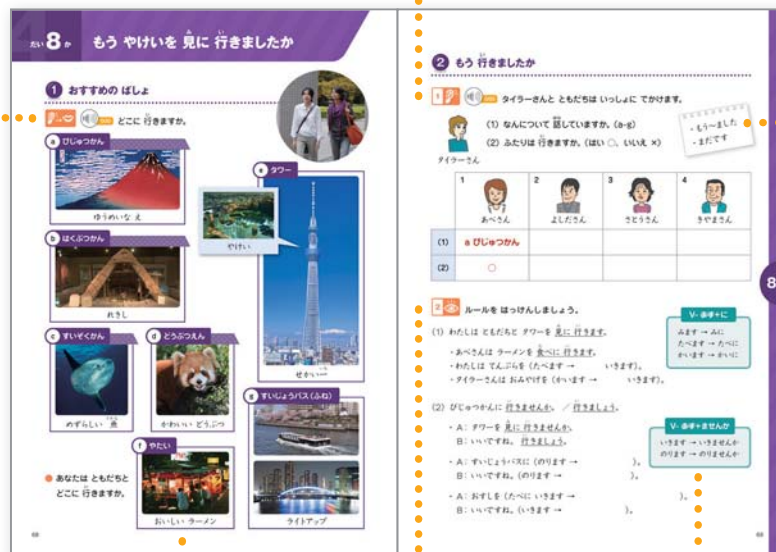 だい8か もう やけいを 見に 行きましたか
1 おすすめの ばしょ
どこに 行きますか。
a びじゅつかん
ゆうめいな え
b はくぶつかん
れきし
c すいぞくかん
めずらしい 魚
d どうぶつえん
かわいい どうぶつ
e タワー
やけい
せかい一
f やたい
おいしい ラーメン
g すいじょうバス(ふね)
ライトアップ
● あなたは ともだちと
どこに 行きますか。
68
2 もう 行きましたか
1 タイラーさんと ともだちは いっしょに でかけます。
(1) なんについて 話していますか。(a-g)
(2) ふたりは 行きますか。(はい ○、いいえ ×)
タイラーさん
・もう〜ました
・まだです
1 2 3 4
あべさん よしださん さとうさん きやまさん
(1) a びじゅつかん
(2) ○
2 ルールを はっけんしましょう。
(1) わたしは ともだちと タワーを 見に 行きます。
・あべさんは ラーメンを 食べに 行きます。
・わたしは てんぷらを (たべます → いきます)。
・タイラーさんは おみやげを (かいます → いきます)。
V-ます+に
みます → みに
たべます → たべに
かいます → かいに
(2) びじゅつかんに 行きませんか。 / 行きましょう。
・A: タワーを 見に 行きませんか。
B: いいですね。行きましょう。
・A: すいじょうバスに (のります → )。
B: いいですね。(のります → )。
・A: おすしを (たべに いきます → )。
B: いいですね。(いきます → )。
V-ます+ませんか
いきます → いきませんか
のります → のりませんか
8